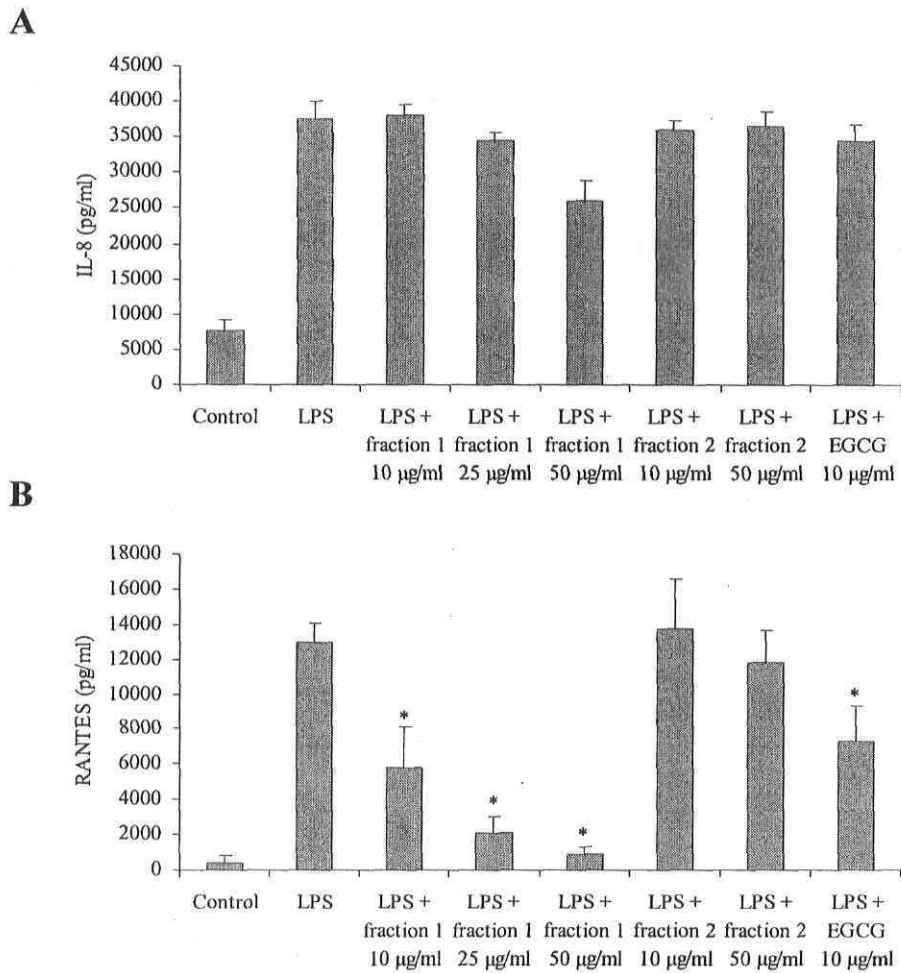 A
45000
40000
35000
30000
25000
20000
15000
10000
5000
0
IL-8 (pg/ml)
Control LPS LPS + LPS + LPS + LPS + LPS + LPS +
fraction 1 fraction 1 fraction 1 fraction 2 fraction 2 EGCG
10 µg/ml 25 µg/ml 50 µg/ml 10 µg/ml 50 µg/ml 10 µg/ml
B
18000
16000
14000
12000
10000
8000
6000
4000
2000
0
RANTES (pg/ml)
* * * *
Control LPS LPS + LPS + LPS + LPS + LPS + LPS +
fraction 1 fraction 1 fraction 1 fraction 2 fraction 2 EGCG
10 µg/ml 25 µg/ml 50 µg/ml 10 µg/ml 50 µg/ml 10 µg/ml